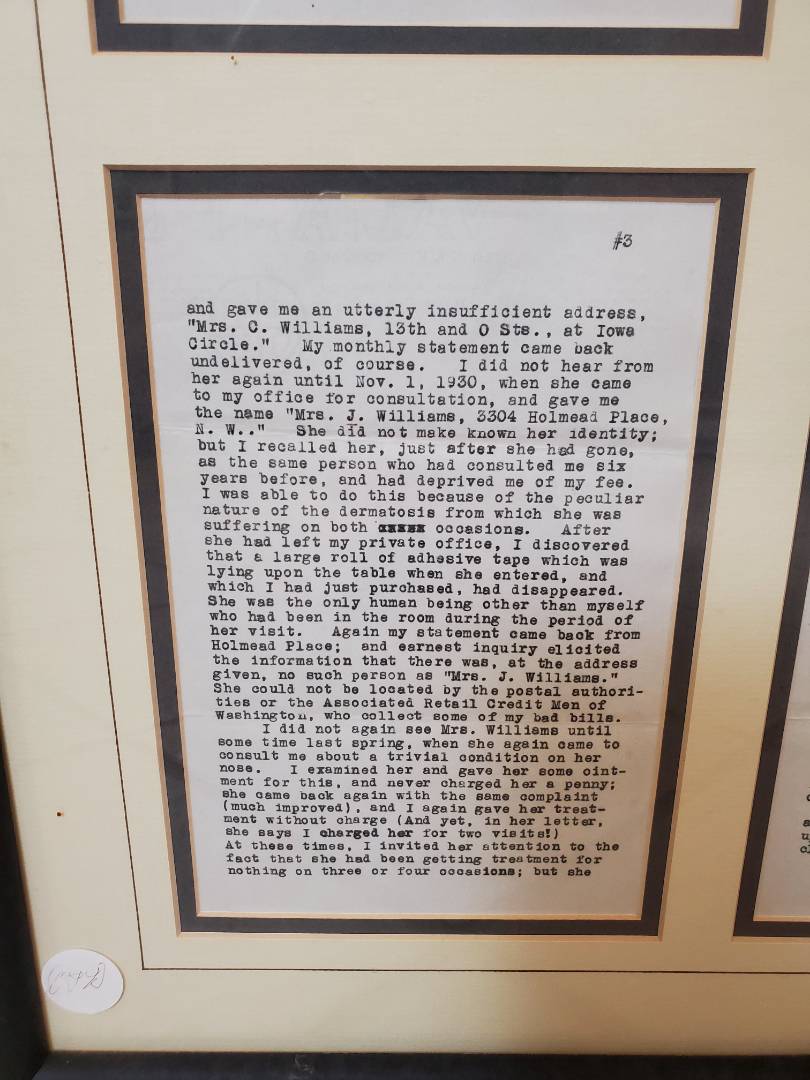 #3
and gave me an utterly insufficient address,
"Mrs. C. Williams, 13th and O Sts., at Iowa
Circle."   My monthly statement came back
undelivered, of course.   I did not hear from
her again until Nov. 1, 1930, when she came
to my office for consultation, and gave me
the name "Mrs. J. Williams, 3304 Holmead Place,
N. W.."   She did not make known her identity;
but I recalled her, just after she had gone,
as the same person who had consulted me six
years before, and had deprived me of my fee.
I was able to do this because of the peculiar
nature of the dermatosis from which she was
suffering on both occasions.   After
she had left my private office, I discovered
that a large roll of adhesive tape which was
lying upon the table when she entered, and
which I had just purchased, had disappeared.
She was the only human being other than myself
who had been in the room during the period of
her visit.   Again my statement came back from
Holmead Place;  and earnest inquiry elicited
the information that there was, at the address
given, no such person as "Mrs. J. Williams."
She could not be located by the postal authori-
ties or the Associated Retail Credit Men of
Washington, who collect some of my bad bills.
I did not again see Mrs. Williams until
some time last spring, when she again came to
consult me about a trivial condition on her
nose.   I examined her and gave her some oint-
ment for this, and never charged her a penny;
she came back again with the same complaint
(much improved), and I again gave her treat-
ment without charge (And yet, in her letter,
she says I charged her for two visits!)
At these times, I invited her attention to the
fact that she had been getting treatment for
nothing on three or four occasions; but she